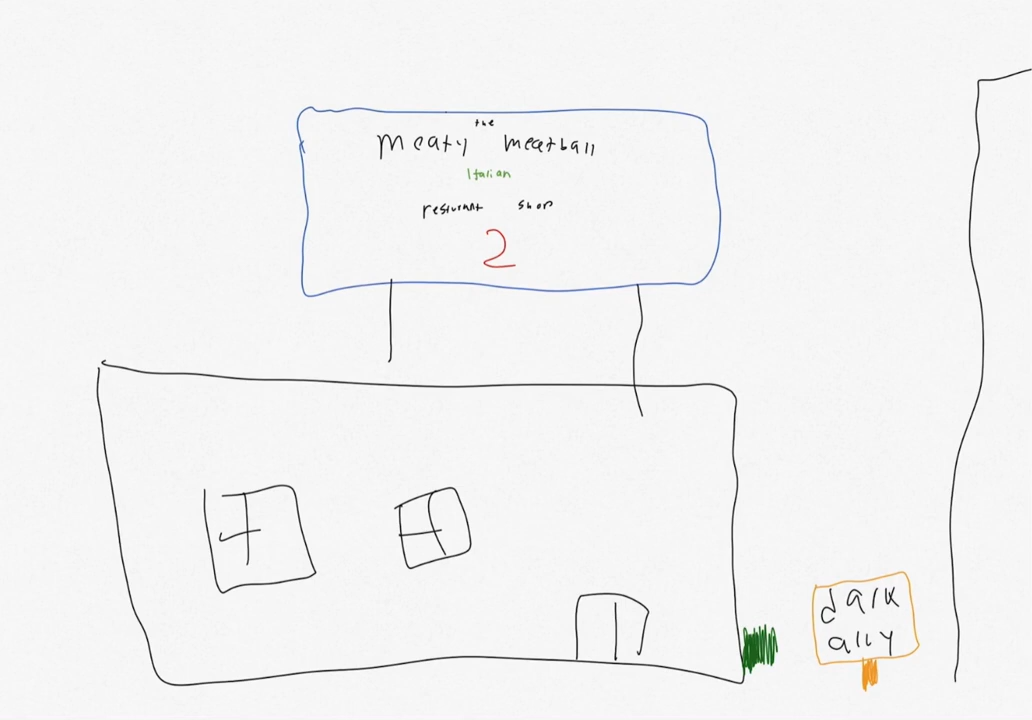 the
meaty meatball
Italian
resturant shop
2
dark
ally